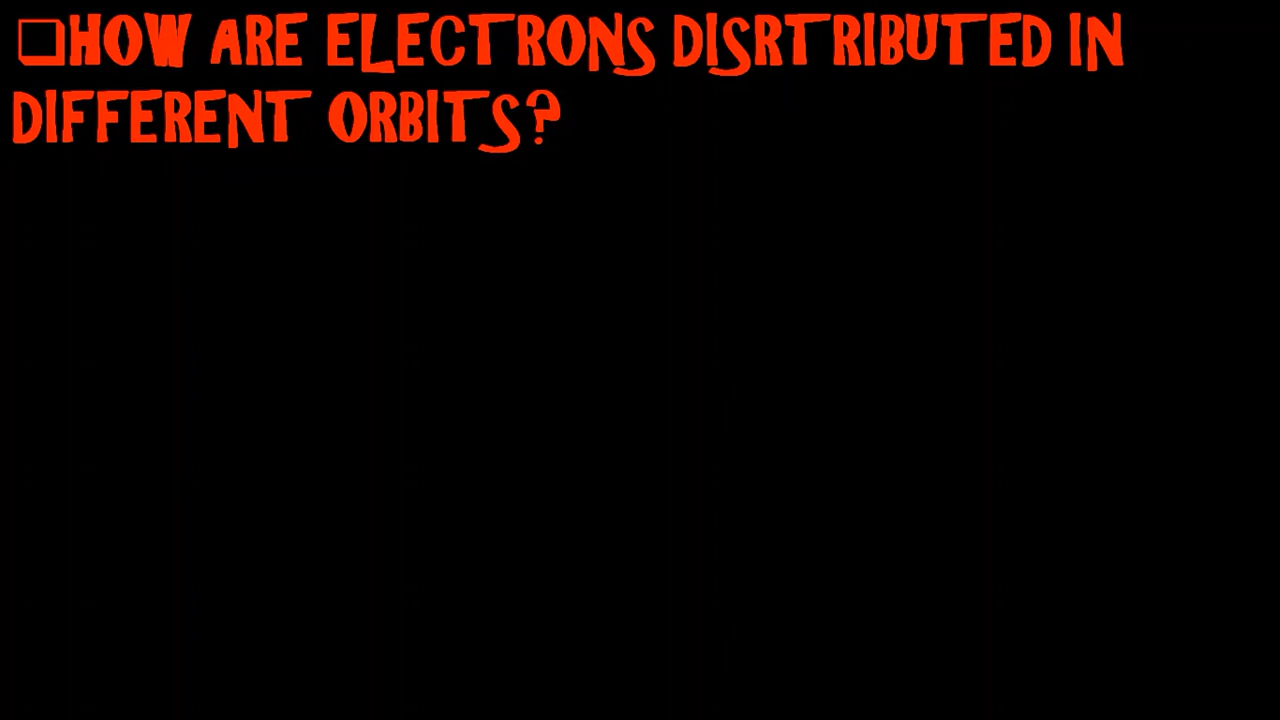 ❑HOW ARE ELECTRONS DISRTRIBUTED IN
DIFFERENT ORBITS?